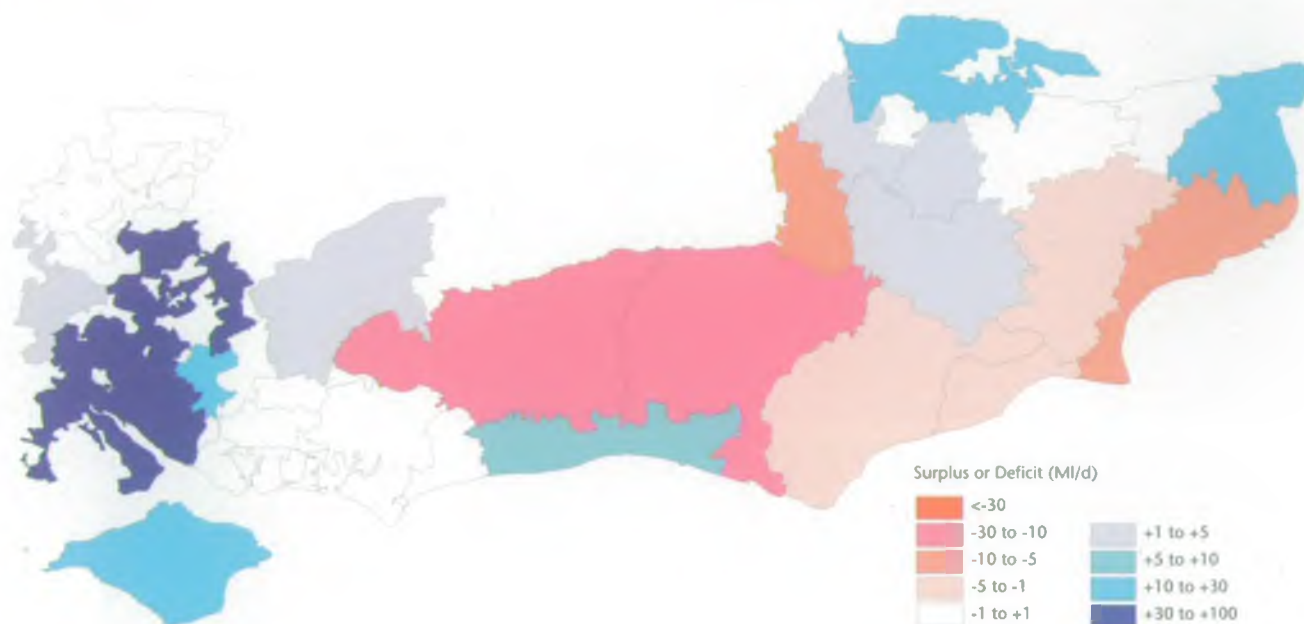 Surplus or Deficit (Ml/d)
<-30
-30 to -10
-10 to -5
-5 to -1
-1 to +1
+1 to +5
+5 to +10
+10 to +30
+30 to +100